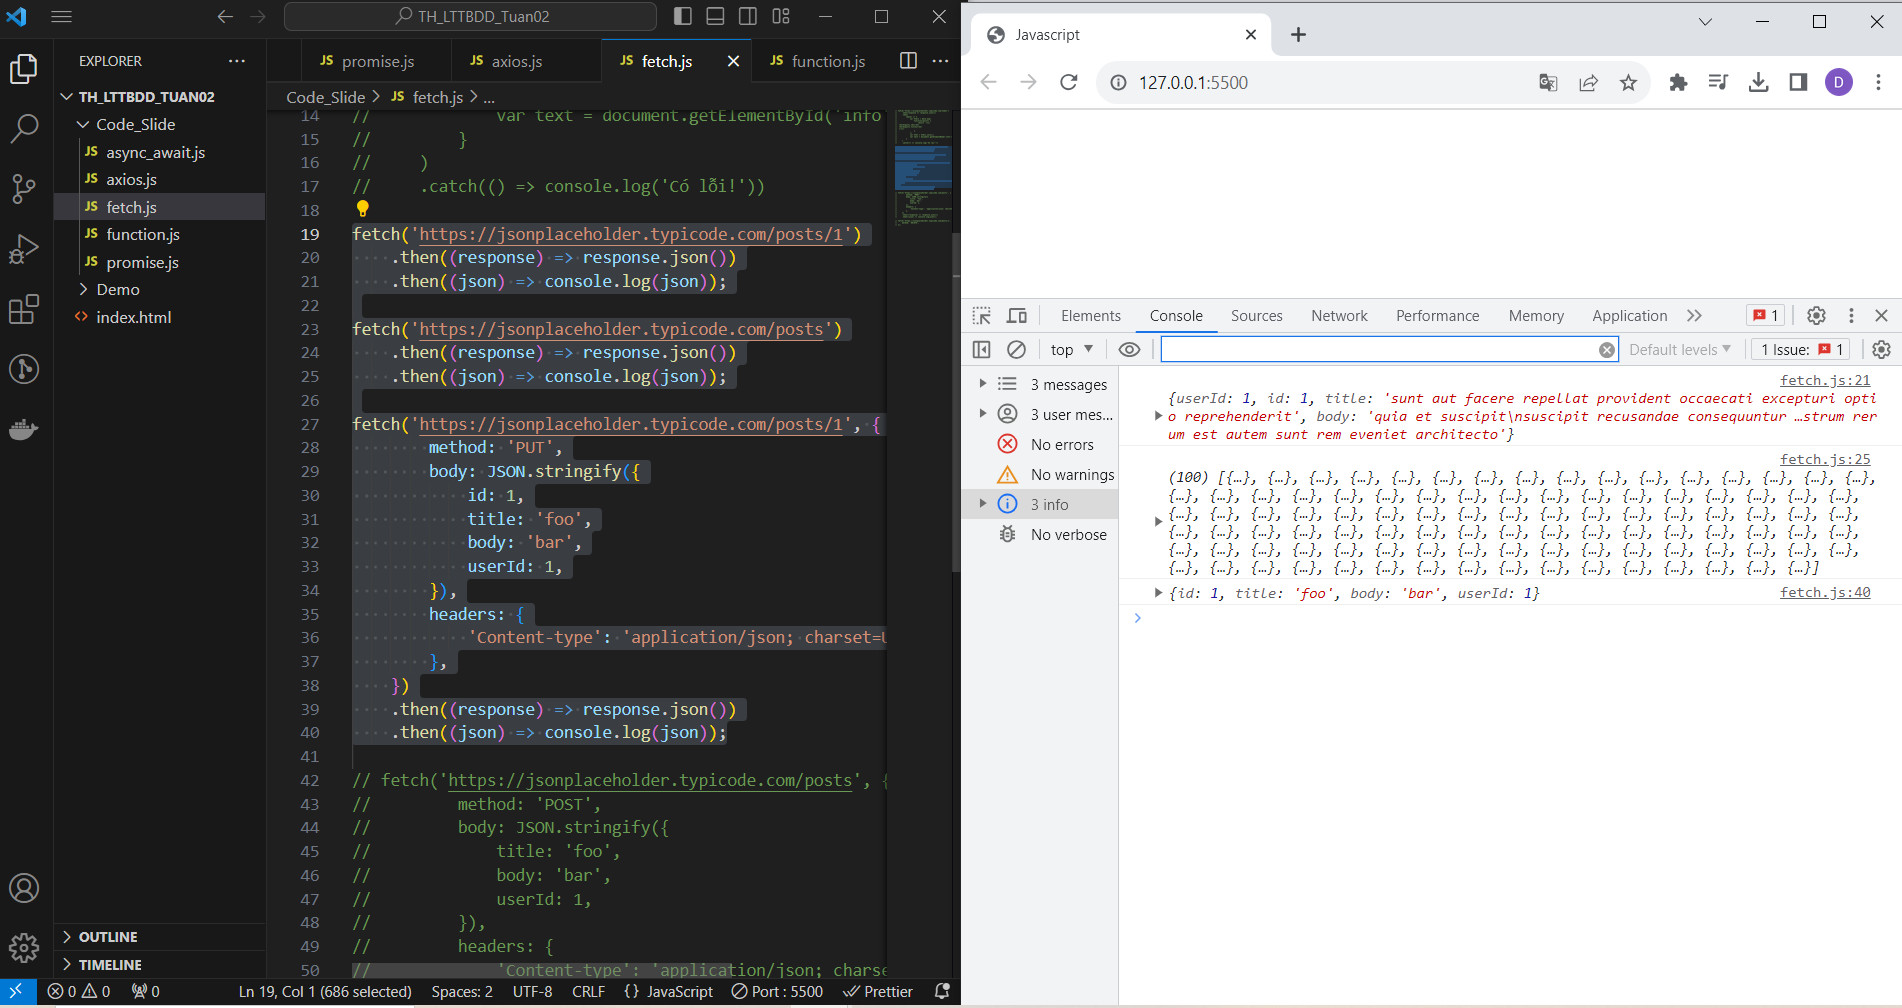 TH_LTTBDD_Tuan02
EXPLORER
TH_LTTBDD_TUAN02
Code_Slide
JS async_await.js
JS axios.js
JS fetch.js
JS function.js
JS promise.js
Demo
<> index.html
OUTLINE
TIMELINE
JS promise.js
JS axios.js
JS fetch.js
JS function.js
Code_Slide > JS fetch.js > ...
14 // var text = document.getElementById('info
15 // }
16 // )
17 // .catch(() => console.log('Có lỗi!'))
18
19 fetch('https://jsonplaceholder.typicode.com/posts/1')
20 .then((response) => response.json())
21 .then((json) => console.log(json));
22
23 fetch('https://jsonplaceholder.typicode.com/posts')
24 .then((response) => response.json())
25 .then((json) => console.log(json));
26
27 fetch('https://jsonplaceholder.typicode.com/posts/1', {
28 method: 'PUT',
29 body: JSON.stringify({
30 id: 1,
31 title: 'foo',
32 body: 'bar',
33 userId: 1,
34 }),
35 headers: {
36 'Content-type': 'application/json; charset=U
37 },
38 })
39 .then((response) => response.json())
40 .then((json) => console.log(json));
41
42 // fetch('https://jsonplaceholder.typicode.com/posts', {
43 // method: 'POST',
44 // body: JSON.stringify({
45 // title: 'foo',
46 // body: 'bar',
47 // userId: 1,
48 // }),
49 // headers: {
50 // 'Content-type': 'application/json; charse
0 0 0 Ln 19, Col 1 (686 selected) Spaces: 2 UTF-8 CRLF {} JavaScript Port : 5500 Prettier
Javascript
127.0.0.1:5500
D
Elements Console Sources Network Performance Memory Application 1
top Default levels 1 Issue: 1
3 messages
3 user mes...
No errors
No warnings
3 info
No verbose
fetch.js:21
{userId: 1, id: 1, title: 'sunt aut facere repellat provident occaecati excepturi opti
o reprehenderit', body: 'quia et suscipit\nsuscipit recusandae consequuntur …strum rer
um est autem sunt rem eveniet architecto'}
fetch.js:25
(100) [{…}, {…}, {…}, {…}, {…}, {…}, {…}, {…}, {…}, {…}, {…}, {…}, {…}, {…}, {…}, {…},
{…}, {…}, {…}, {…}, {…}, {…}, {…}, {…}, {…}, {…}, {…}, {…}, {…}, {…}, {…}, {…}, {…},
{…}, {…}, {…}, {…}, {…}, {…}, {…}, {…}, {…}, {…}, {…}, {…}, {…}, {…}, {…}, {…}, {…},
{…}, {…}, {…}, {…}, {…}, {…}, {…}, {…}, {…}, {…}, {…}, {…}, {…}, {…}, {…}, {…}, {…},
{…}, {…}, {…}, {…}, {…}, {…}, {…}, {…}, {…}, {…}, {…}, {…}, {…}, {…}, {…}, {…}, {…},
{…}, {…}, {…}, {…}, {…}, {…}, {…}, {…}, {…}, {…}, {…}, {…}, {…}, {…}, {…}, {…}]
{id: 1, title: 'foo', body: 'bar', userId: 1} fetch.js:40